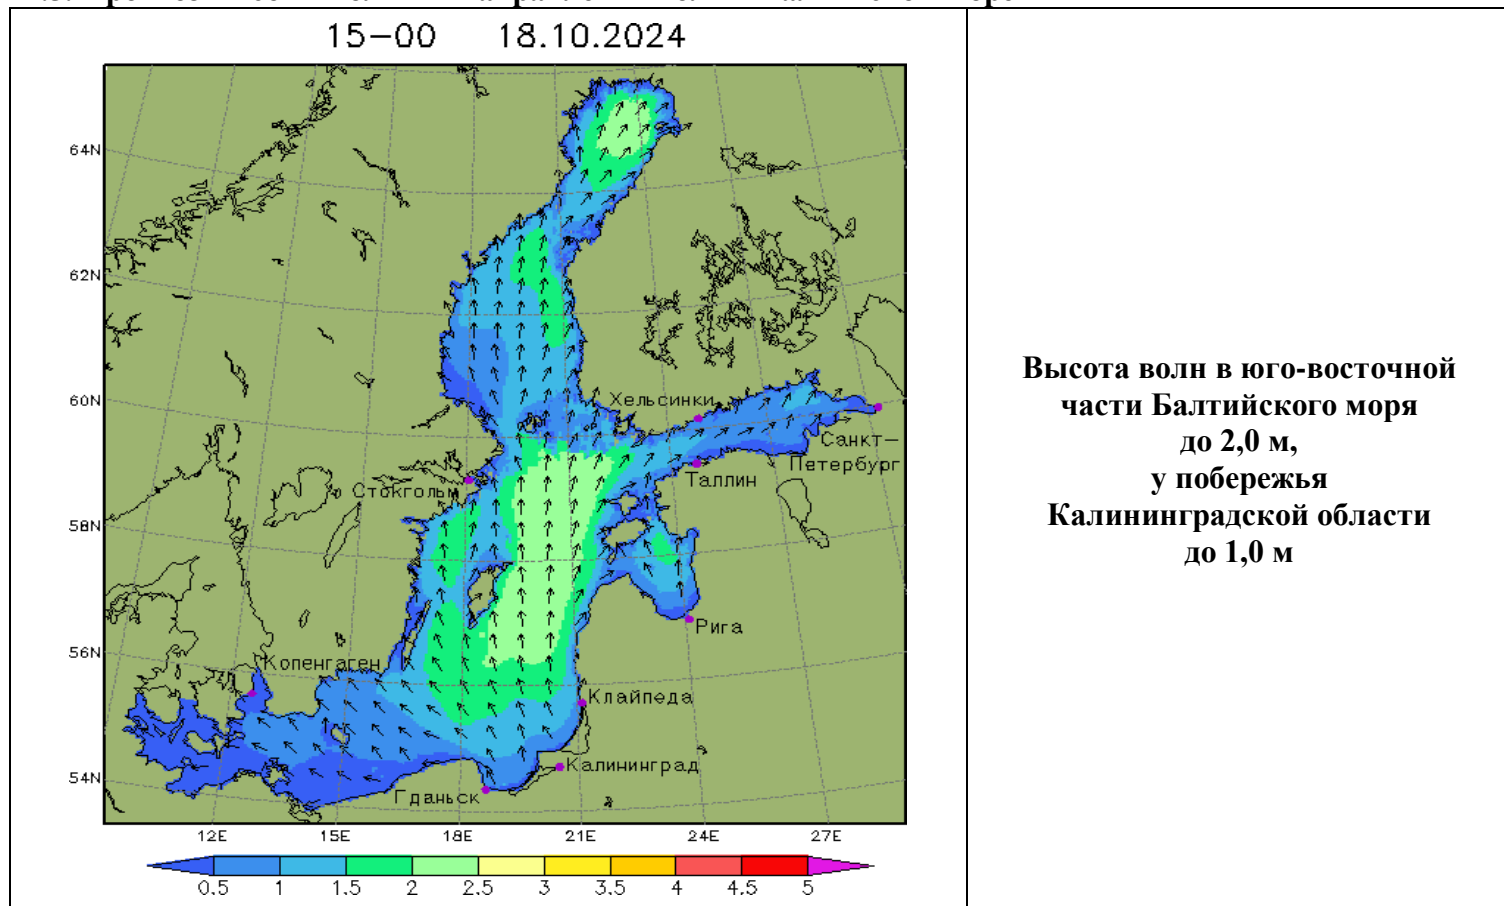 15-00 18.10.2024
64N
62N
60N
58N
56N
54N
Хельсинки
Санкт-
Петербург
Таллин
Стокгольм
Рига
Копенгаген
Клайпеда
Калининград
Гданьск
12E 15E 18E 21E 24E 27E
0.5 1 1.5 2 2.5 3 3.5 4 4.5 5
Высота волн в юго-восточной
части Балтийского моря
до 2,0 м,
у побережья
Калининградской области
до 1,0 м